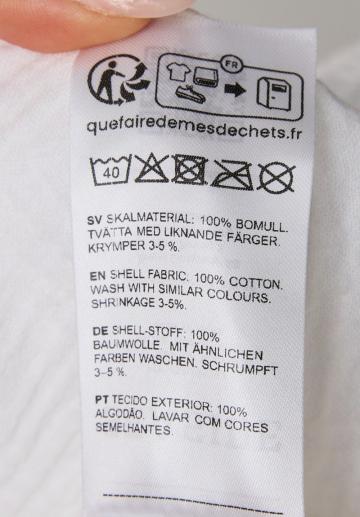 FR
quefairedemesdechets.fr
40
SV SKALMATERIAL: 100% BOMULL.
TVÄTTA MED LIKNANDE FÄRGER.
KRYMPER 3-5 %.
EN SHELL FABRIC. 100% COTTON.
WASH WITH SIMILAR COLOURS.
SHRINKAGE 3-5%.
DE SHELL-STOFF: 100%
BAUMWOLLE. MIT ÄHNLICHEN
FARBEN WASCHEN. SCHRUMPFT
3–5 %.
PT TECIDO EXTERIOR: 100%
ALGODÃO. LAVAR COM CORES
SEMELHANTES.